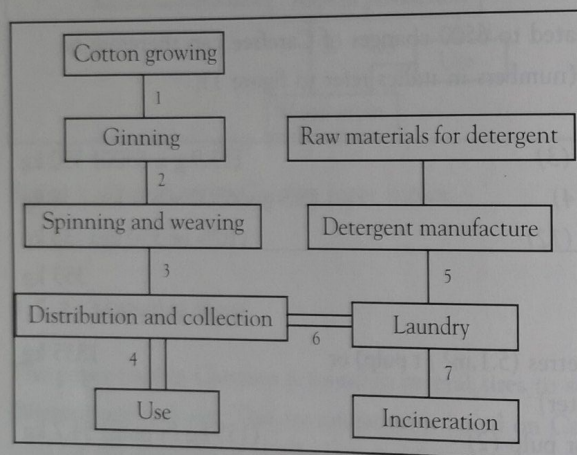 Cotton growing
1
Ginning
Raw materials for detergent
2
Spinning and weaving
Detergent manufacture
3
5
Distribution and collection
6
Laundry
4
7
Use
Incineration